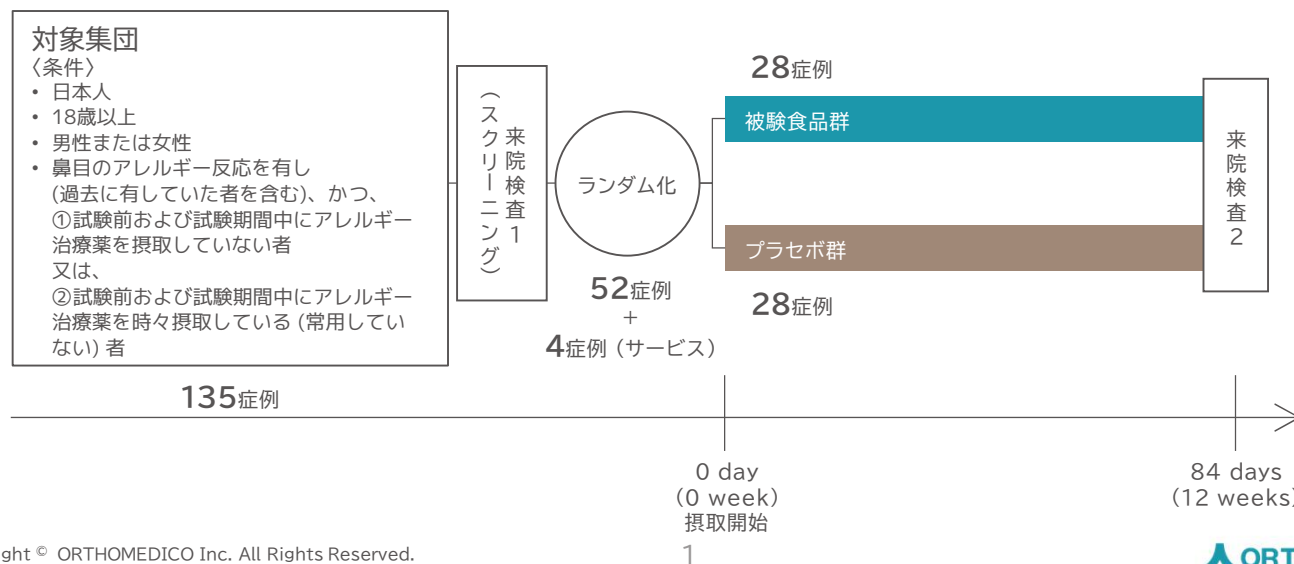 対象集団
〈条件〉
• 日本人
• 18歳以上
• 男性または女性
• 鼻目のアレルギー反応を有し
(過去に有していた者を含む)、かつ、
①試験前および試験期間中にアレルギー
治療薬を摂取していない者
又は、
②試験前および試験期間中にアレルギー
治療薬を時々摂取している (常用してい
ない) 者
135症例
来院検査1
(スクリーニング)
ランダム化
52症例
+
4症例 (サービス)
28症例
被験食品群
プラセボ群
28症例
来院検査2
0 day
(0 week)
摂取開始
84 days
(12 weeks)
ght © ORTHOMEDICO Inc. All Rights Reserved.
1
ORT